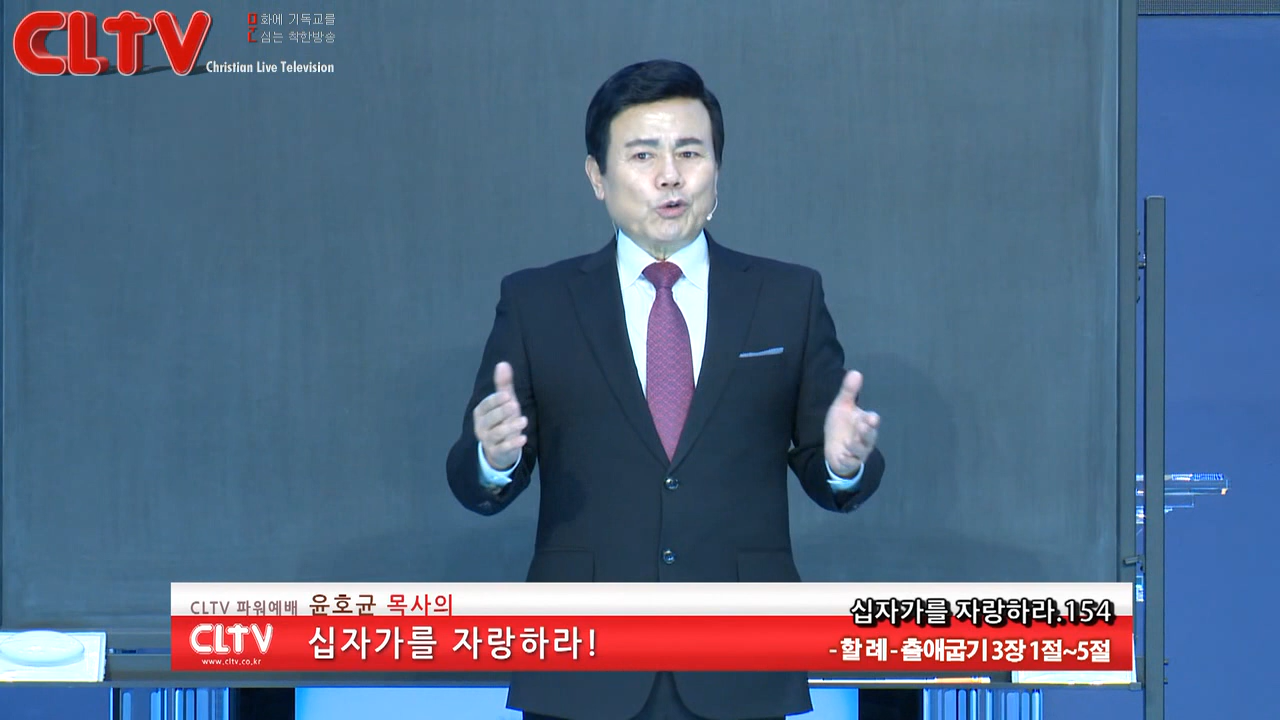 CLTV
문화에 기독교를
심는 착한방송
Christian Live Television
CLTV 파워예배 윤호균 목사의
십자가를 자랑하라.154
CLTV
www.cltv.co.kr
십자가를 자랑하라!
- 할 례 - 출애굽기 3장 1절~5절